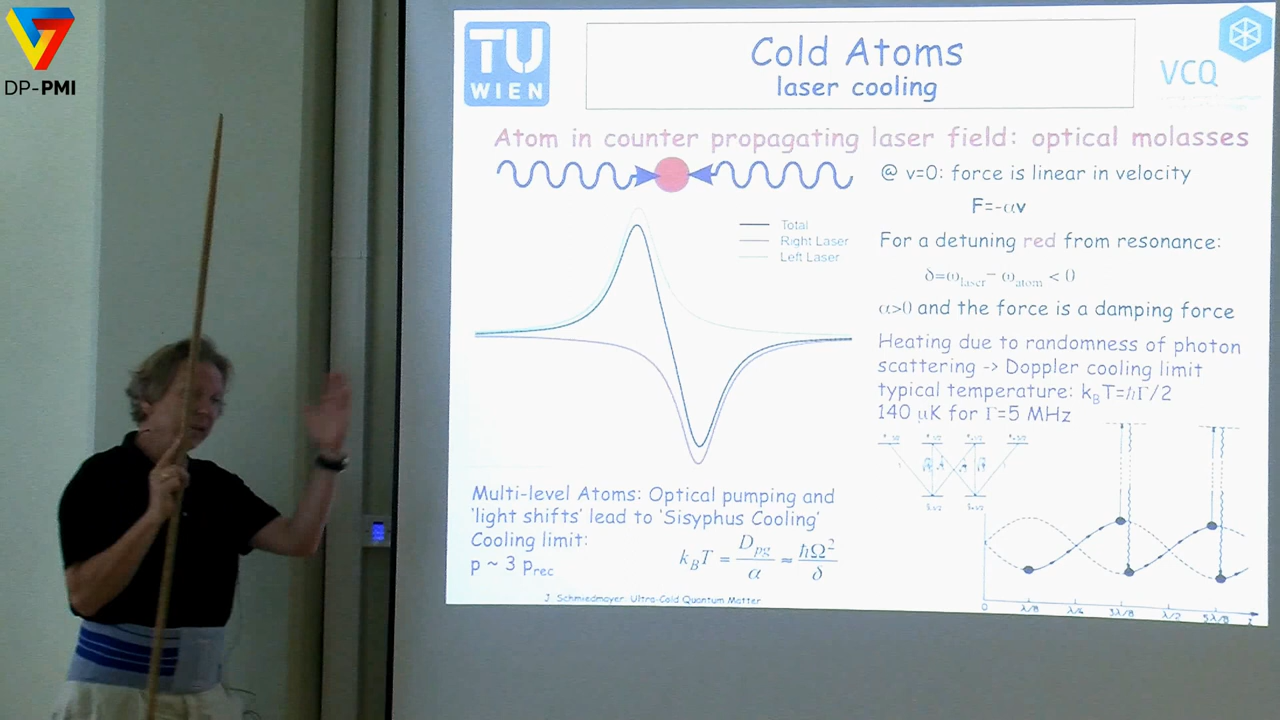 DP-PMI
TU
WIEN
Cold Atoms
laser cooling
VCQ
Atom in counter propagating laser field: optical molasses
@ v=0: force is linear in velocity
F=-αv
Total
Right Laser
Left Laser
For a detuning red from resonance:
δ=ω_laser - ω_atom < 0
α>0 and the force is a damping force
Heating due to randomness of photon
scattering -> Doppler cooling limit
typical temperature: k_BT=ℏΓ/2
140 μK for Γ=5 MHz
Multi-level Atoms: Optical pumping and
'light shifts' lead to 'Sisyphus Cooling'
Cooling limit:
p ~ 3 p_rec
k_B T = D_pg / α ≈ ℏΩ² / δ
0 λ/8 λ/4 3λ/8 λ/2 5λ/8 z
J. Schmiedmayer: Ultra-Cold Quantum Matter